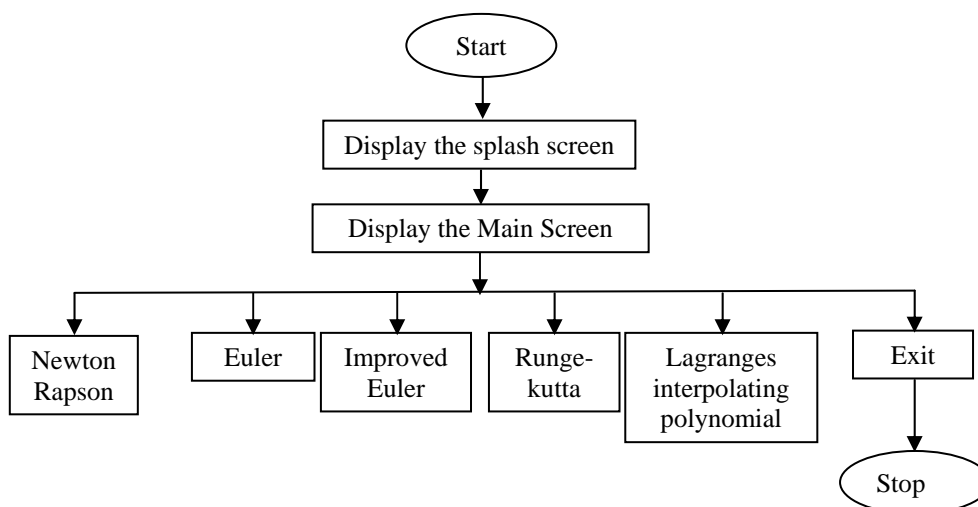 Start
Display the splash screen
Display the Main Screen
Newton
Rapson
Euler
Improved
Euler
Runge-
kutta
Lagranges
interpolating
polynomial
Exit
Stop